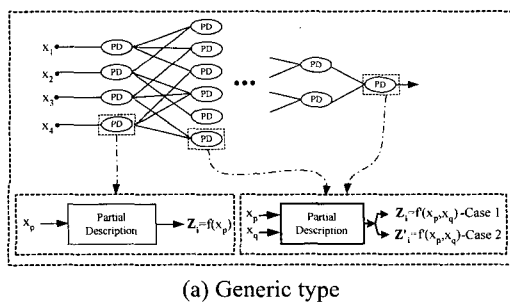 x1 PD PD
x2 PD PD PD
x3 PD PD PD
x4 PD PD PD
PD
PD
•••
xp Partial Description Zi=f(xp)
xp Partial Zi=f'(xp,xq)-Case 1
xq Description Z'i=f'(xp,xq)-Case 2
(a) Generic type